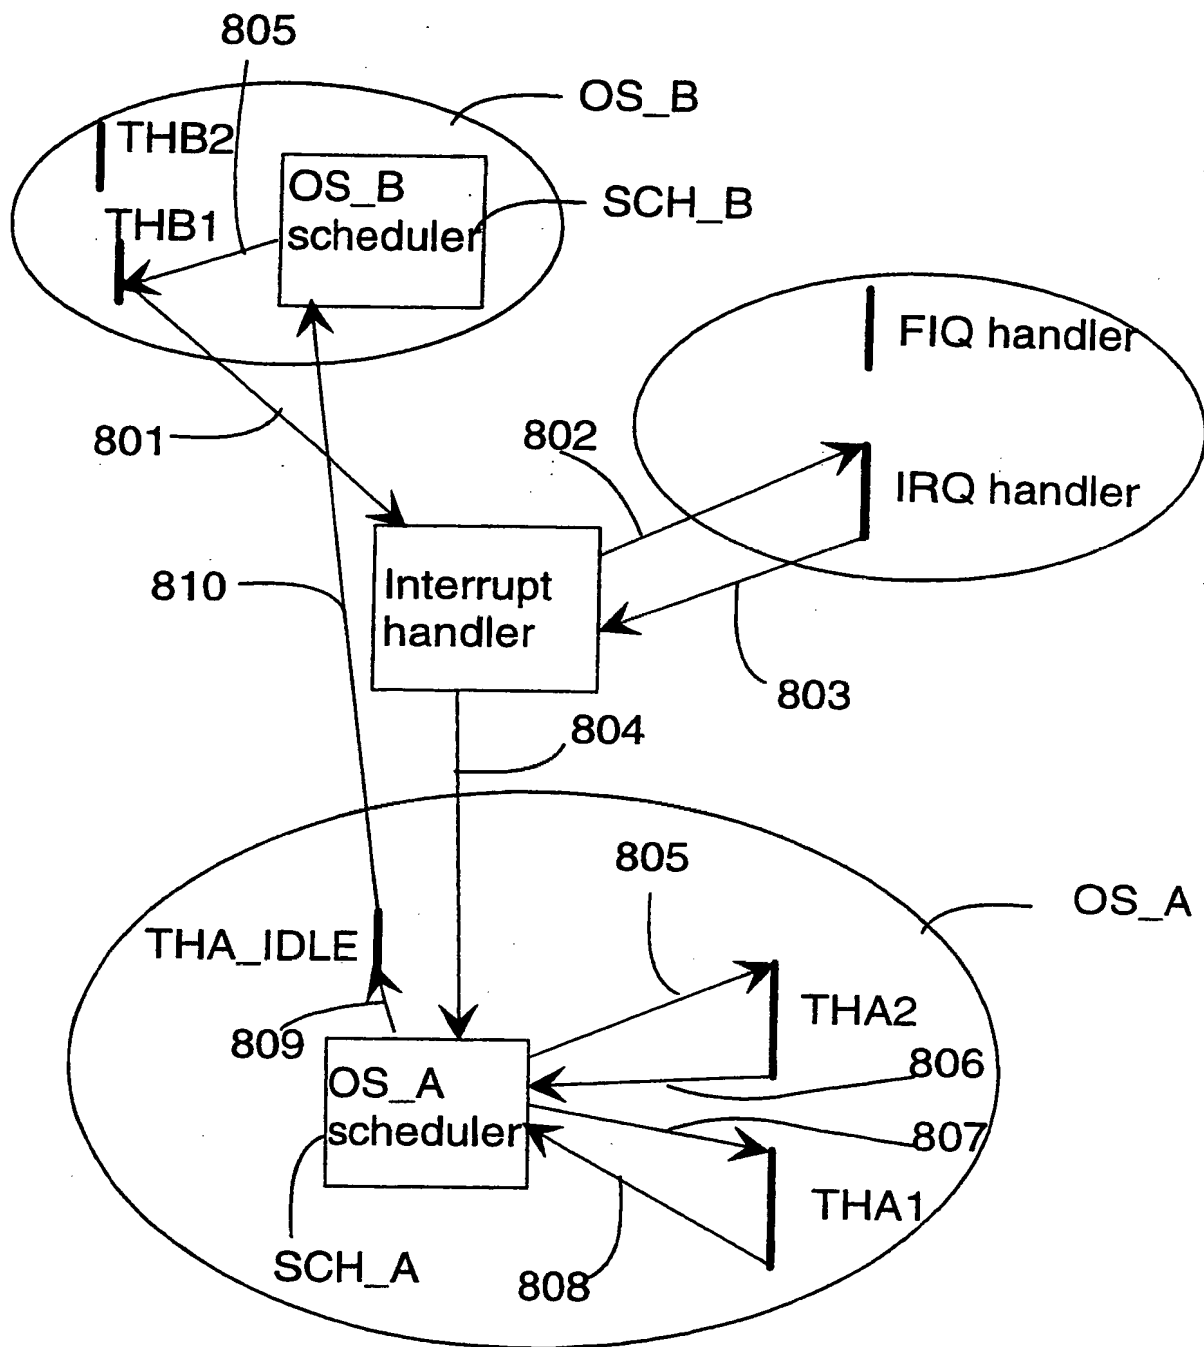 805
OS_B
THB2
OS_B
scheduler
SCH_B
THB1
FIQ handler
801
802
IRQ handler
810
Interrupt
handler
803
804
805
OS_A
THA_IDLE
THA2
809
806
OS_A
scheduler
807
THA1
SCH_A
808